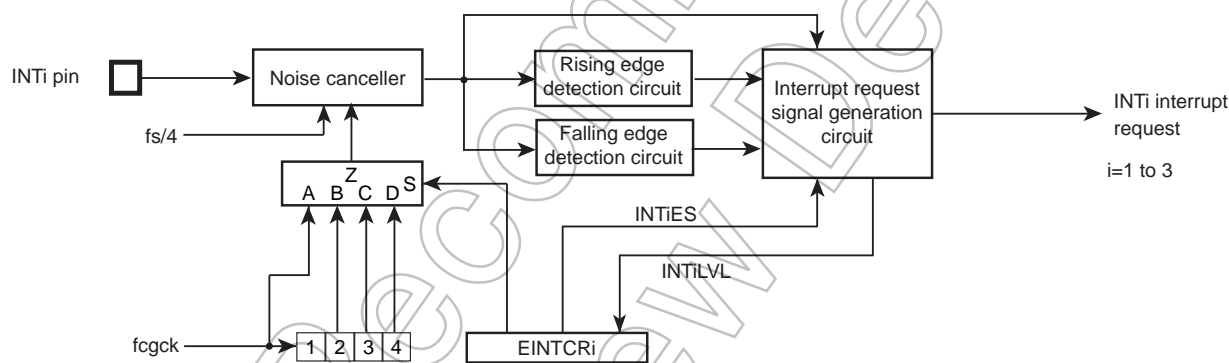 INTi pin
Noise canceller
Rising edge
detection circuit
Falling edge
detection circuit
Interrupt request
signal generation
circuit
INTi interrupt
request
i=1 to 3
fs/4
Z
S
A B C D
INTiES
INTiLVL
fcgck
1 2 3 4
EINTCRi